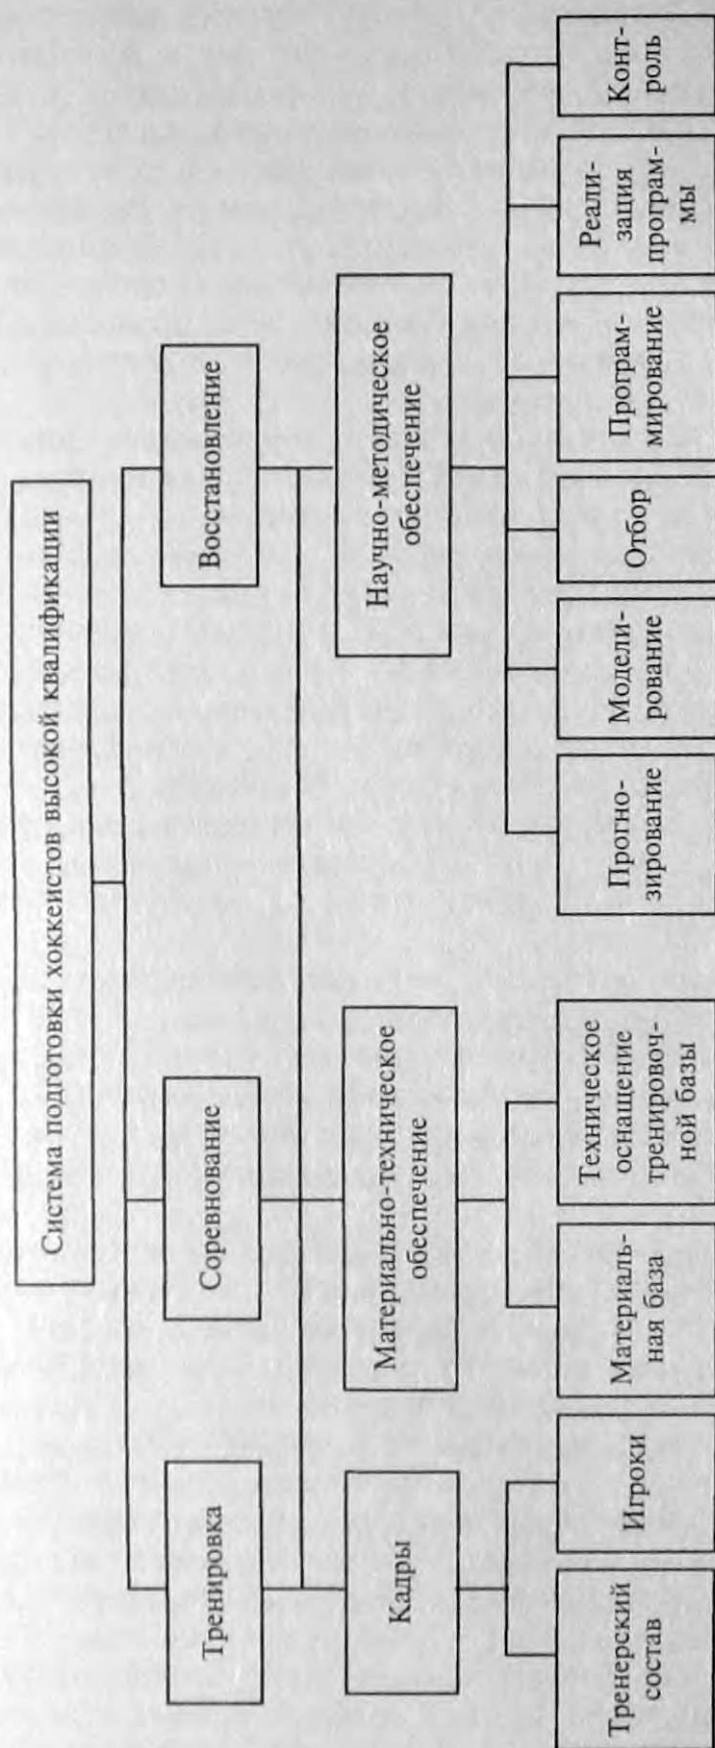 Система подготовки хоккеистов высокой квалификации
Тренировка
Соревнование
Восстановление
Кадры
Материально-техническое
обеспечение
Научно-методическое
обеспечение
Тренерский
состав
Игроки
Материаль-
ная база
Техническое
оснащение
тренировоч-
ной базы
Прогно-
зирование
Модели-
рование
Отбор
Програм-
мирование
Реали-
зация
програм-
мы
Конт-
роль